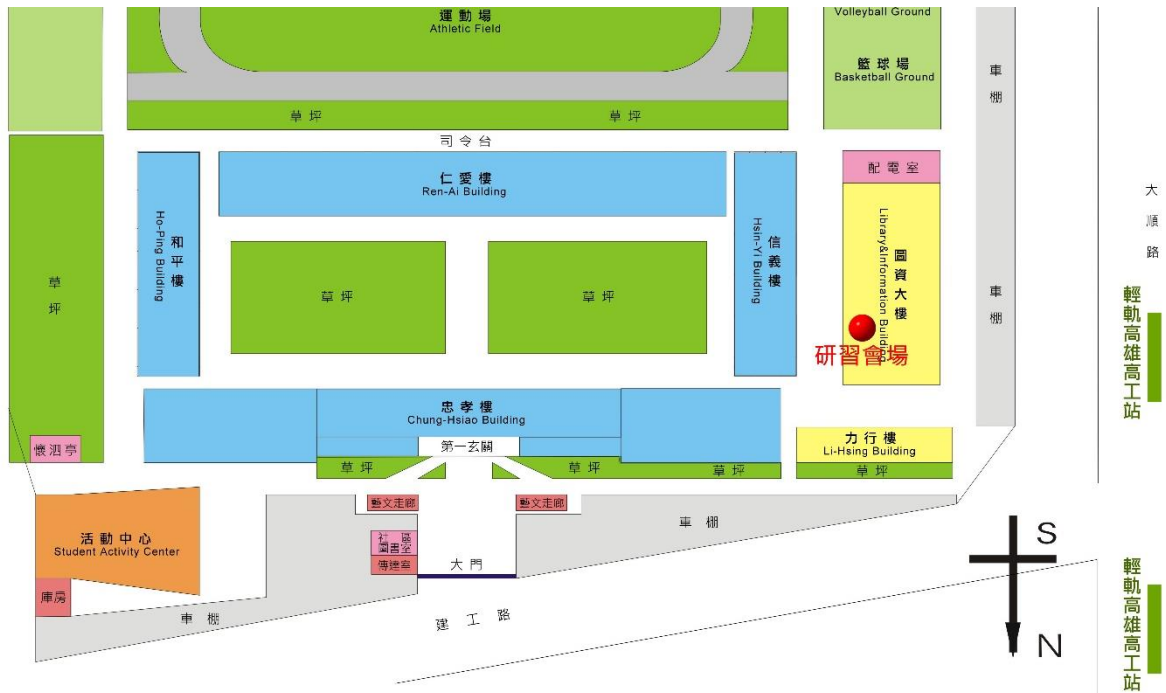 運動場
Athletic Field
Volleyball Ground
籃球場
Basketball Ground
車棚
草坪
草坪
司令台
仁愛樓
Ren-Ai Building
配電室
和平樓
Ho-Ping Building
信義樓
Hsin-Yi Building
圖資大樓
Library&Information Building
大順路
草坪
草坪
草坪
車棚
輕軌高雄高工站
研習會場
忠孝樓
Chung-Hsiao Building
第一玄關
力行樓
Li-Hsing Building
懷泗亭
草坪
草坪
草坪
草坪
藝文走廊
藝文走廊
活動中心
Student Activity Center
社區
圖書室
傳達室
大門
車棚
S
庫房
車棚
建工路
N
輕軌高雄高工站